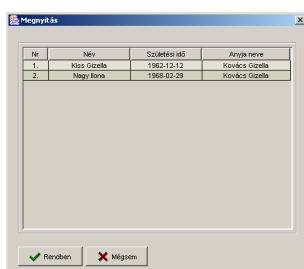 Megnyitás
Nr Név Születési idő Anyja neve
1. Kiss Gizella 1962-12-12 Kovács Gizella
2. Nagy Ilona 1968-02-29 Kovács Gizella
Rendben Mégsem